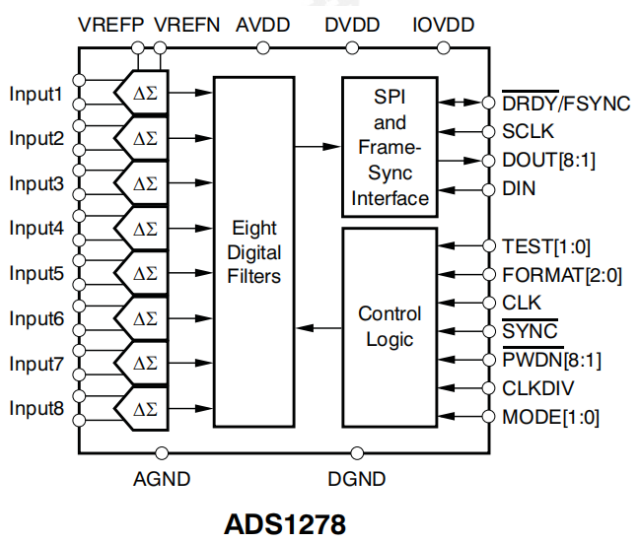 VREFP VREFN AVDD DVDD IOVDD
Input1
Input2
Input3
Input4
Input5
Input6
Input7
Input8
ΔΣ
ΔΣ
ΔΣ
ΔΣ
ΔΣ
ΔΣ
ΔΣ
ΔΣ
Eight
Digital
Filters
SPI
and
Frame-
Sync
Interface
Control
Logic
DRDY/FSYNC
SCLK
DOUT[8:1]
DIN
TEST[1:0]
FORMAT[2:0]
CLK
SYNC
PWDN[8:1]
CLKDIV
MODE[1:0]
AGND DGND
ADS1278